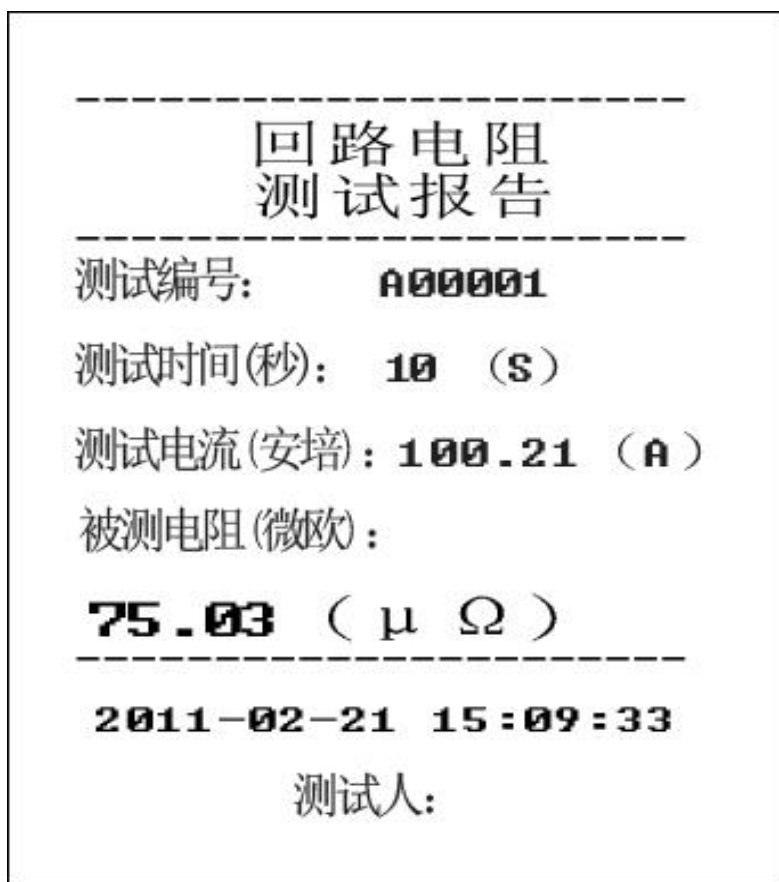 回路电阻
测试报告
测试编号： A00001
测试时间(秒)： 10 （S）
测试电流(安培)：100.21 （A）
被测电阻(微欧)：
75.03 （μ Ω）
2011-02-21 15:09:33
测试人：